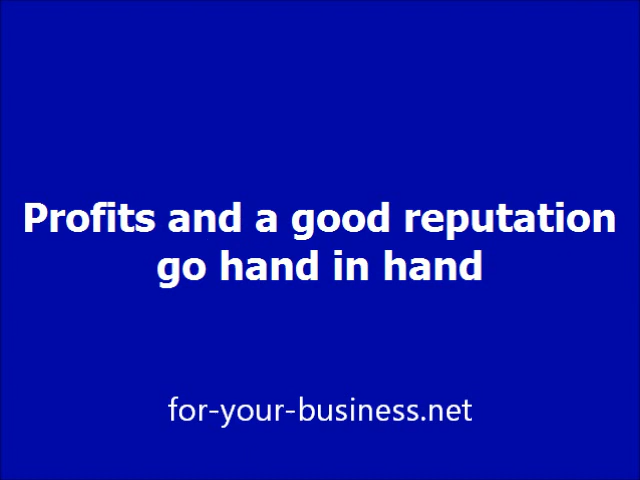 Profits and a good reputation
go hand in hand
for-your-business.net